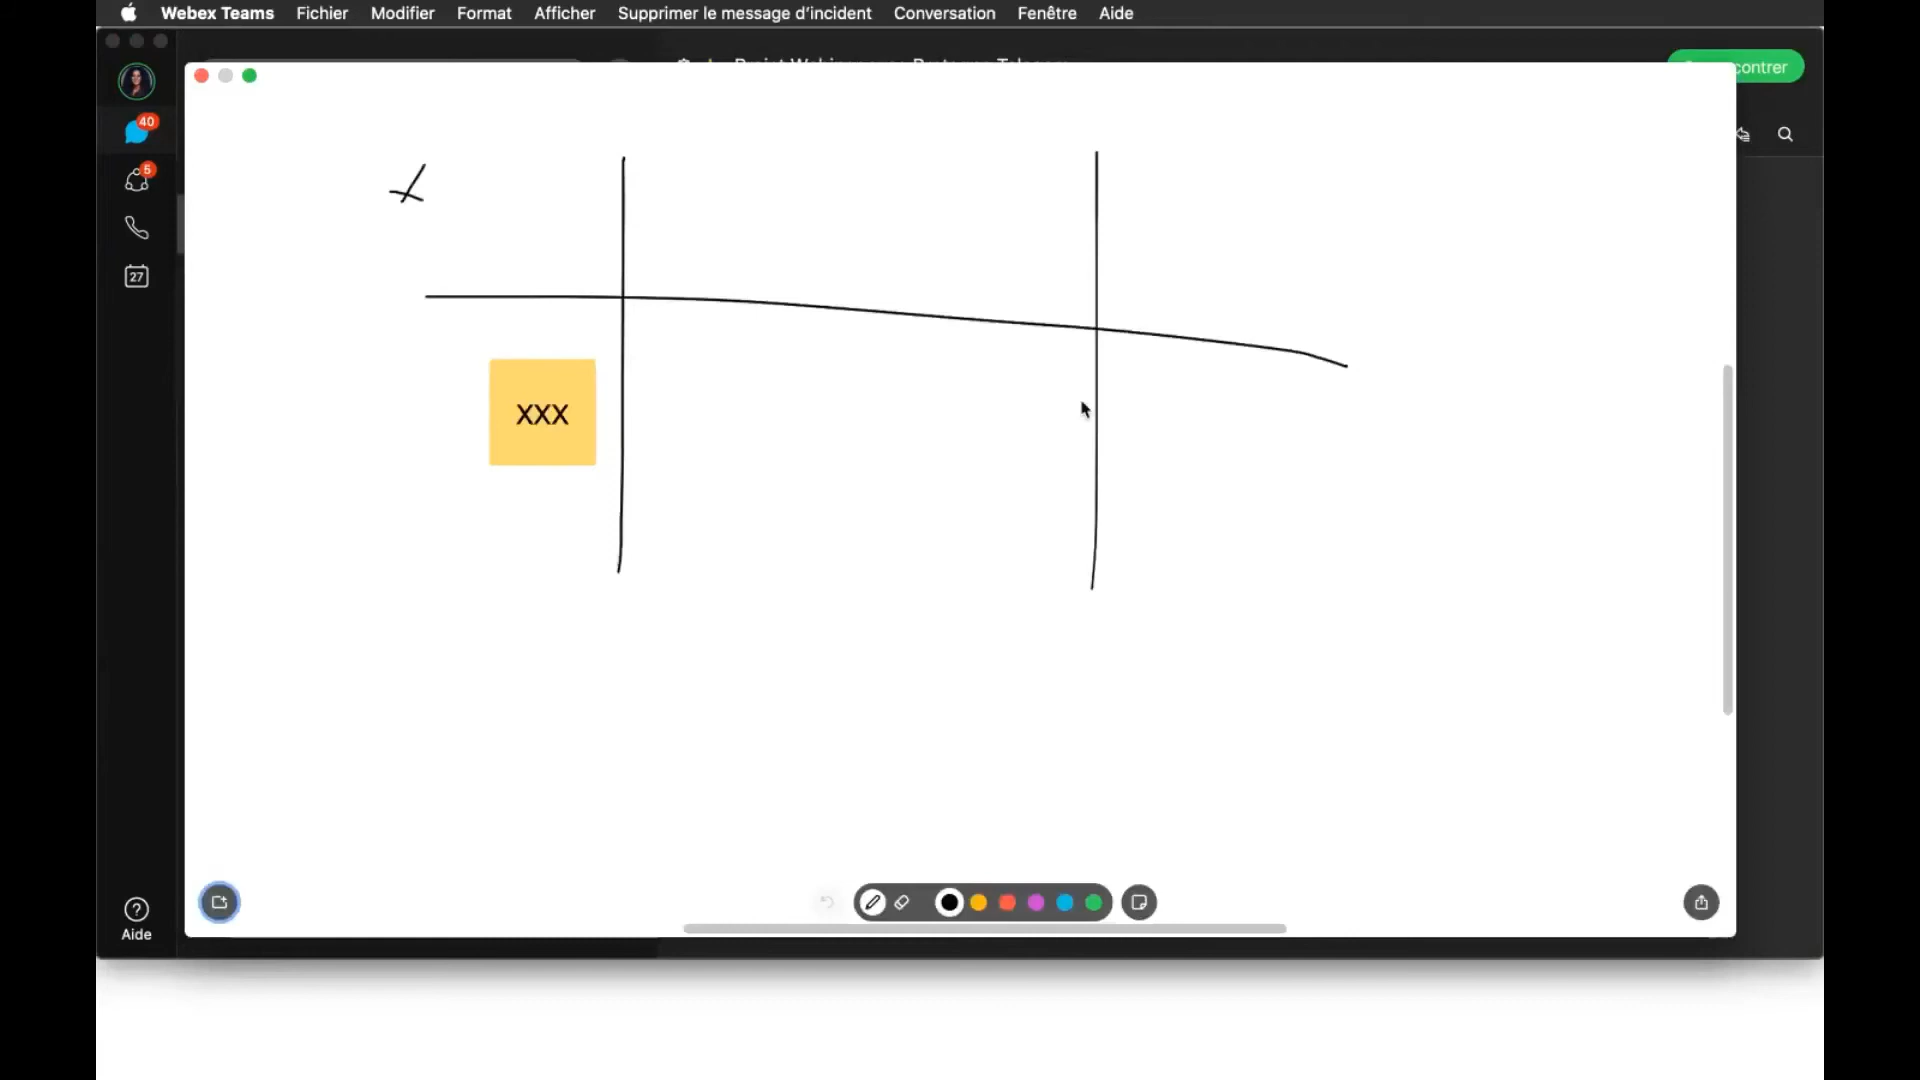 Webex Teams Fichier Modifier Format Afficher Supprimer le message d’incident Conversation Fenêtre Aide
contrer
40
5
27
XXX
Aide